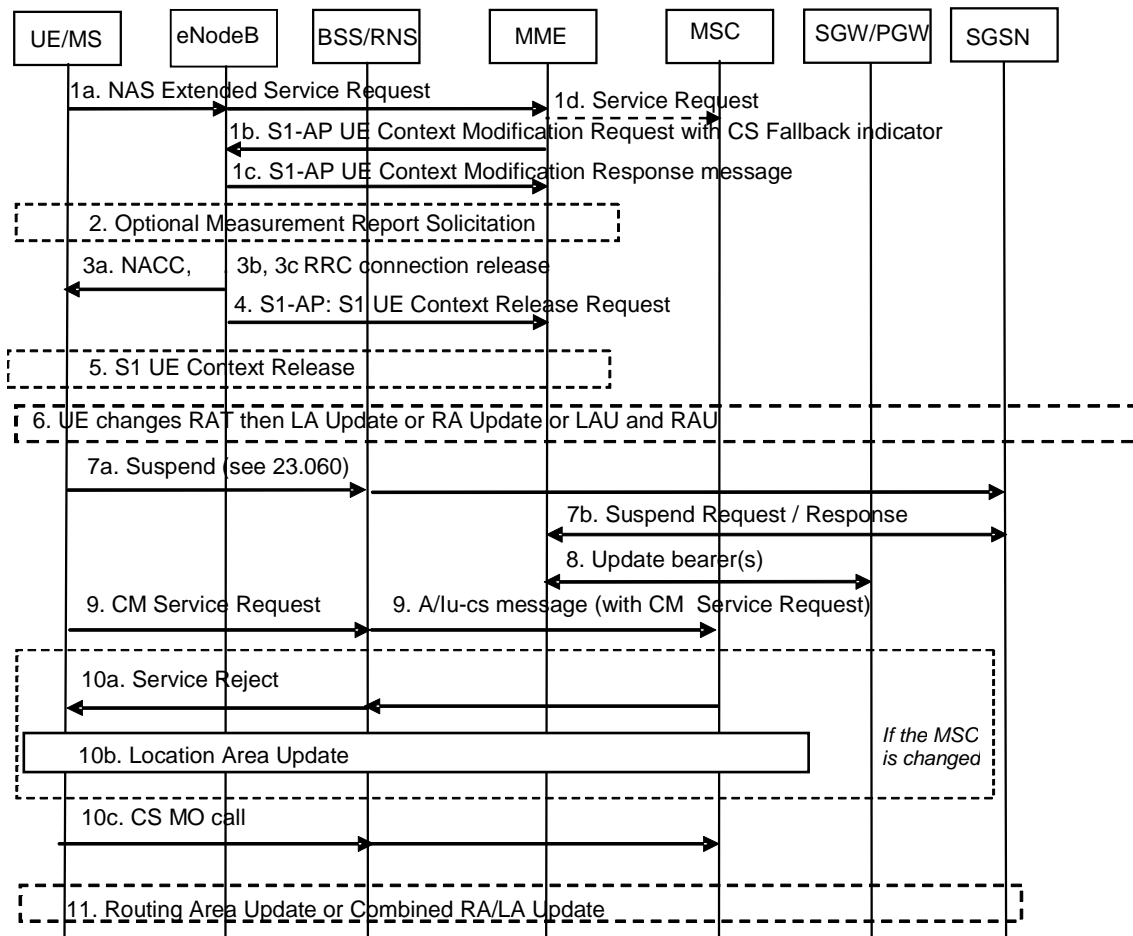 UE/MS
eNodeB
BSS/RNS
MME
MSC
SGW/PGW
SGSN
1a. NAS Extended Service Request
1d. Service Request
1b. S1-AP UE Context Modification Request with CS Fallback indicator
1c. S1-AP UE Context Modification Response message
2. Optional Measurement Report Solicitation
3a. NACC, 3b, 3c RRC connection release
4. S1-AP: S1 UE Context Release Request
5. S1 UE Context Release
6. UE changes RAT then LA Update or RA Update or LAU and RAU
7a. Suspend (see 23.060)
7b. Suspend Request / Response
8. Update bearer(s)
9. CM Service Request
9. A/Iu-cs message (with CM Service Request)
10a. Service Reject
If the MSC
is changed
10b. Location Area Update
10c. CS MO call
11. Routing Area Update or Combined RA/LA Update